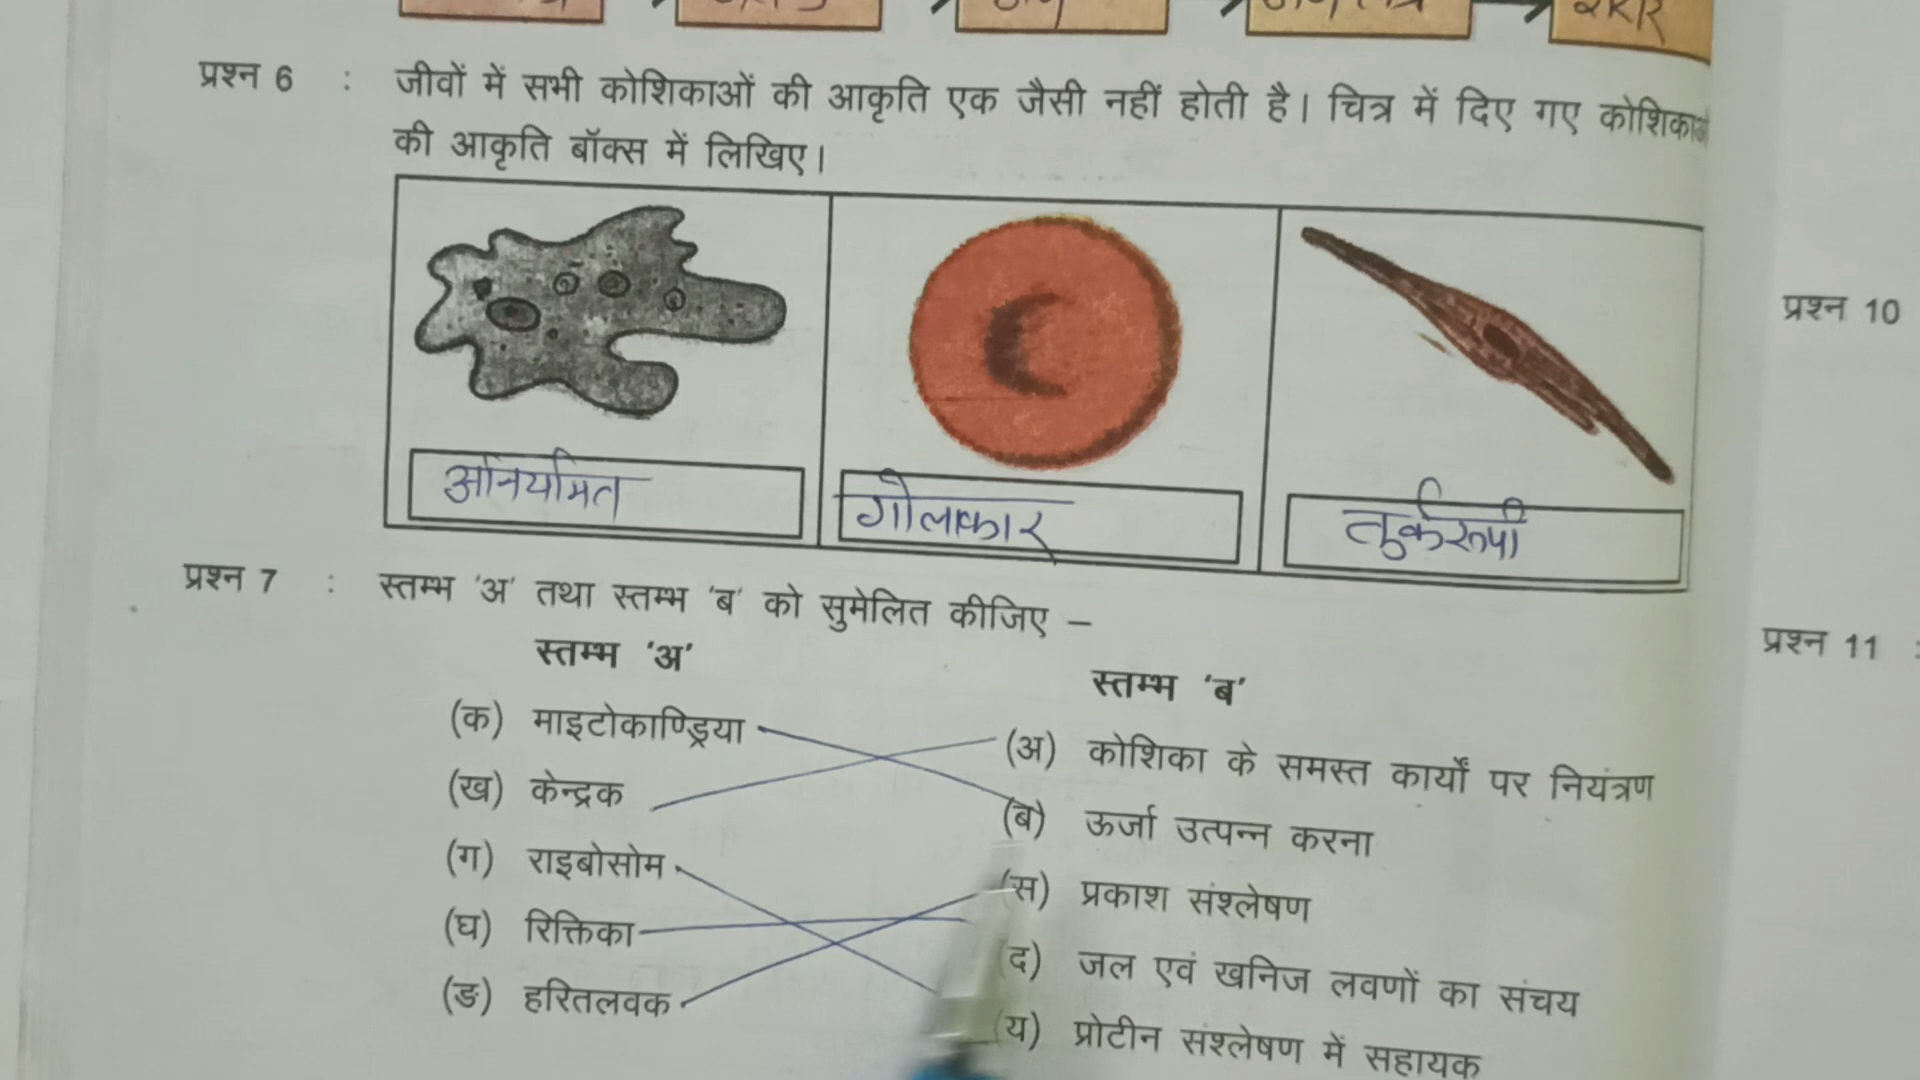 प्रश्न 6 : जीवों में सभी कोशिकाओं की आकृति एक जैसी नहीं होती है। चित्र में दिए गए
की आकृति बॉक्स में लिखिए।
अनियमित
गोलाकार
तुर्करूपी
प्रश्न 7 : स्तम्भ 'अ' तथा स्तम्भ 'ब' को सुमेलित कीजिए –
स्तम्भ 'अ'
स्तम्भ 'ब'
(क) माइटोकाण्ड्रिया
(अ) कोशिका के समस्त कार्यों पर नियंत्रण
(ख) केन्द्रक
(ब) ऊर्जा उत्पन्न करना
(ग) राइबोसोम
(स) प्रकाश संश्लेषण
(घ) रिक्तिका
(द) जल एवं खनिज लवणों का संचय
(ङ) हरितलवक
(य) प्रोटीन संश्लेषण में सहायक
प्रश्न 10
प्रश्न 11 :